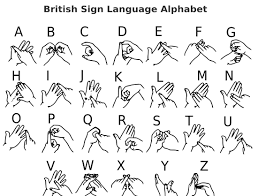 British Sign Language Alphabet
A B C D E F G
H I J K L M N
O P Q R S T U
V W X Y Z